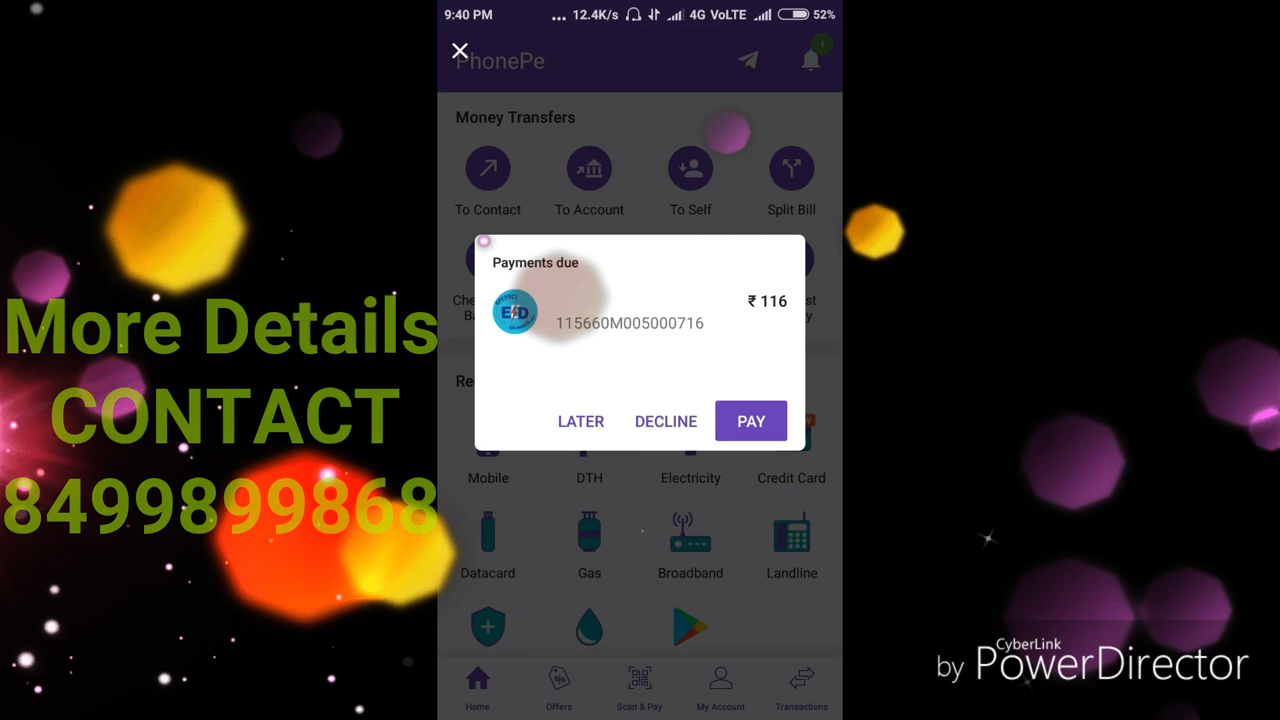 9:40 PM
... 12.4K/s 4G VoLTE 52%
PhonePe
1
Money Transfers
To Contact
To Account
To Self
Split Bill
Payments due
ESD
₹ 116
115660M005000716
LATER
DECLINE
PAY
Mobile
DTH
Electricity
Credit Card
Datacard
Gas
Broadband
Landline
Home
Offers
Scan & Pay
My Account
Transactions
More Details
CONTACT
8499899868
by CyberLink
PowerDirector